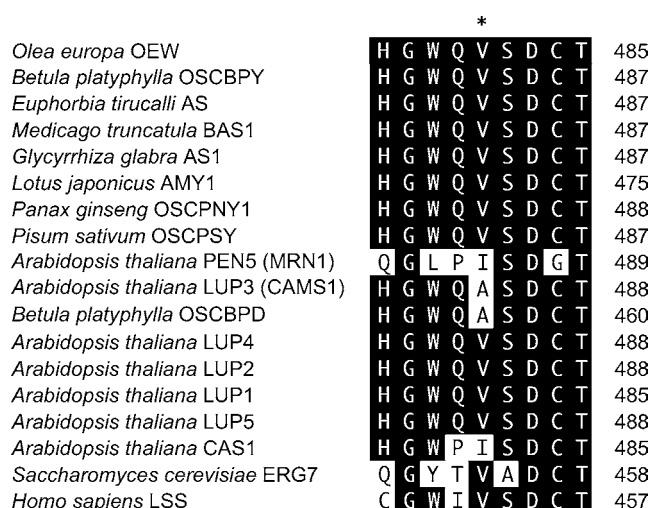 *
Olea europa OEW H G W Q V S D C T 485
Betula platyphylla OSCBPY H G W Q V S D C T 487
Euphorbia tirucalli AS H G W Q V S D C T 487
Medicago truncatula BAS1 H G W Q V S D C T 487
Glycyrrhiza glabra AS1 H G W Q V S D C T 487
Lotus japonicus AMY1 H G W Q V S D C T 475
Panax ginseng OSCPNY1 H G W Q V S D C T 488
Pisum sativum OSCPSY H G W Q V S D C T 487
Arabidopsis thaliana PEN5 (MRN1) Q G L P I S D G T 489
Arabidopsis thaliana LUP3 (CAMS1) H G W Q A S D C T 488
Betula platyphylla OSCBPD H G W Q A S D C T 460
Arabidopsis thaliana LUP4 H G W Q V S D C T 488
Arabidopsis thaliana LUP2 H G W Q V S D C T 488
Arabidopsis thaliana LUP1 H G W Q V S D C T 485
Arabidopsis thaliana LUP5 H G W Q V S D C T 488
Arabidopsis thaliana CAS1 H G W P I S D C T 485
Saccharomyces cerevisiae ERG7 Q G Y T V A D C T 458
Homo sapiens LSS C G W I V S D C T 457